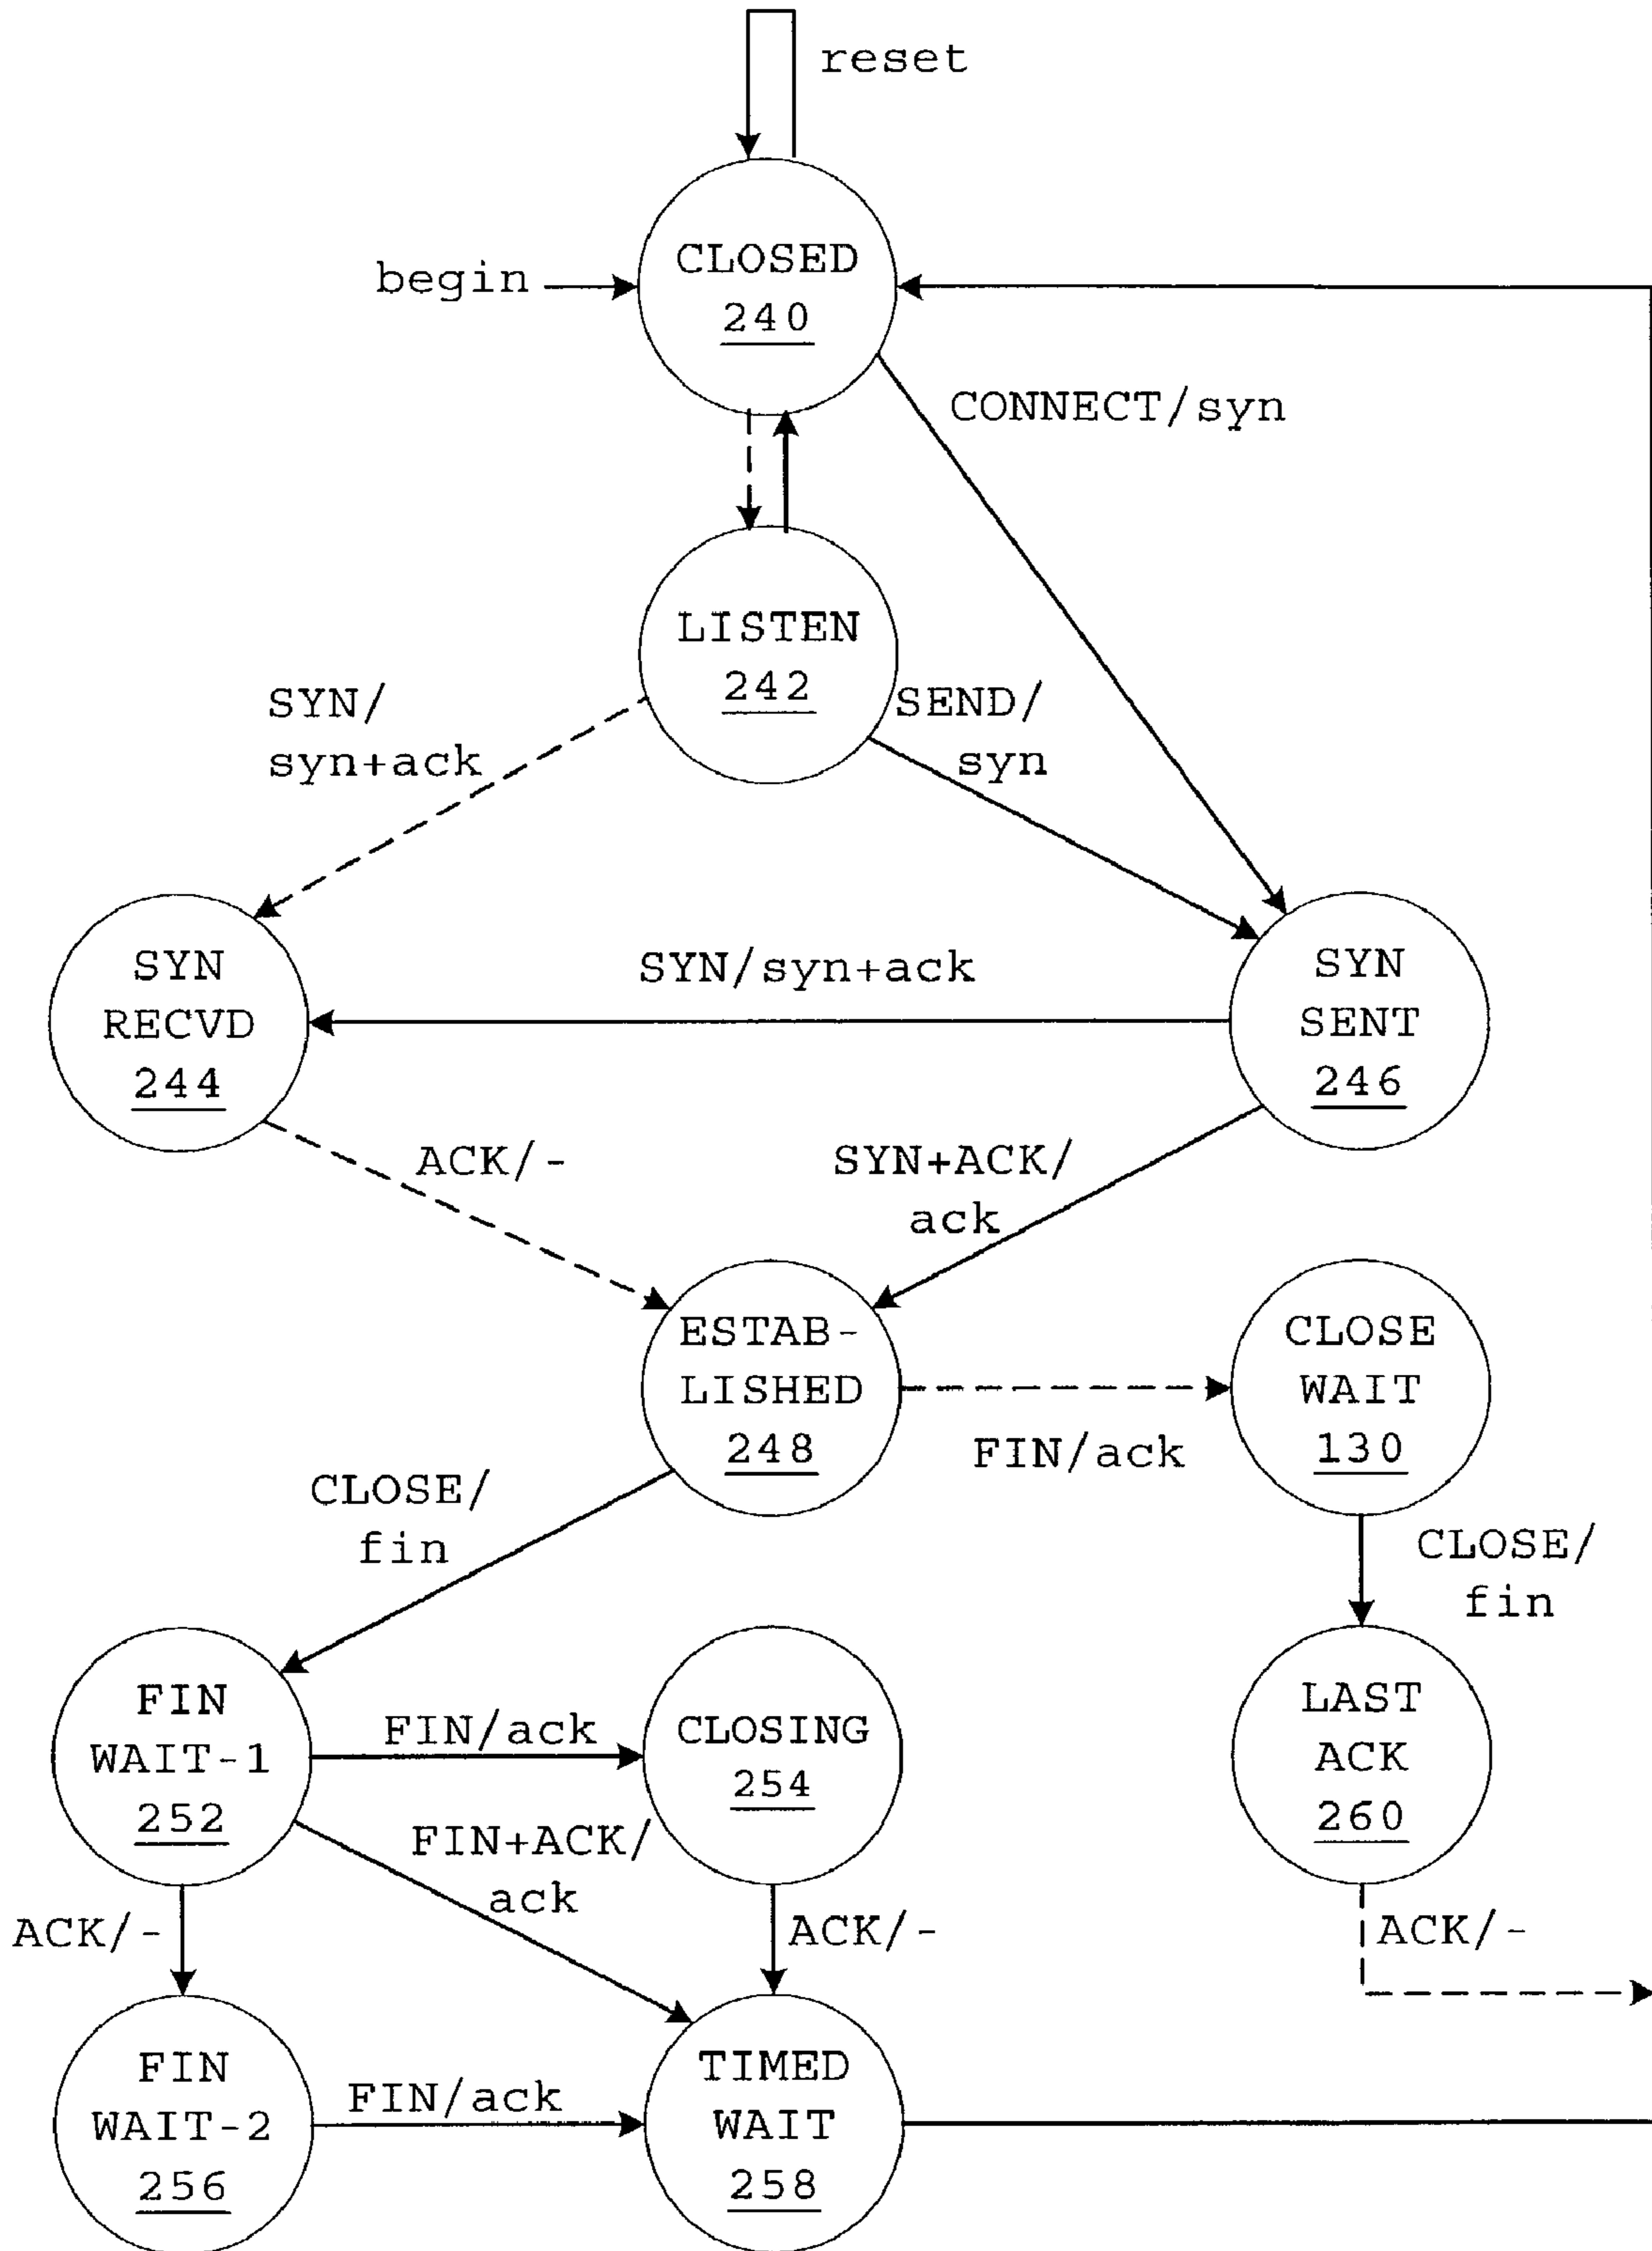 reset
CLOSED
begin
240
CONNECT/syn
LISTEN
242
SYN/
syn+ack
SEND/
syn
SYN
RECVD
244
SYN/syn+ack
SYN
SENT
246
ACK/-
SYN+ACK/
ack
ESTAB-
LISHED
248
FIN/ack
CLOSE
WAIT
130
CLOSE/
fin
CLOSE/
fin
FIN
WAIT-1
252
FIN/ack
CLOSING
254
LAST
ACK
260
FIN+ACK/
ack
ACK/-
ACK/-
ACK/-
FIN
WAIT-2
256
FIN/ack
TIMED
WAIT
258